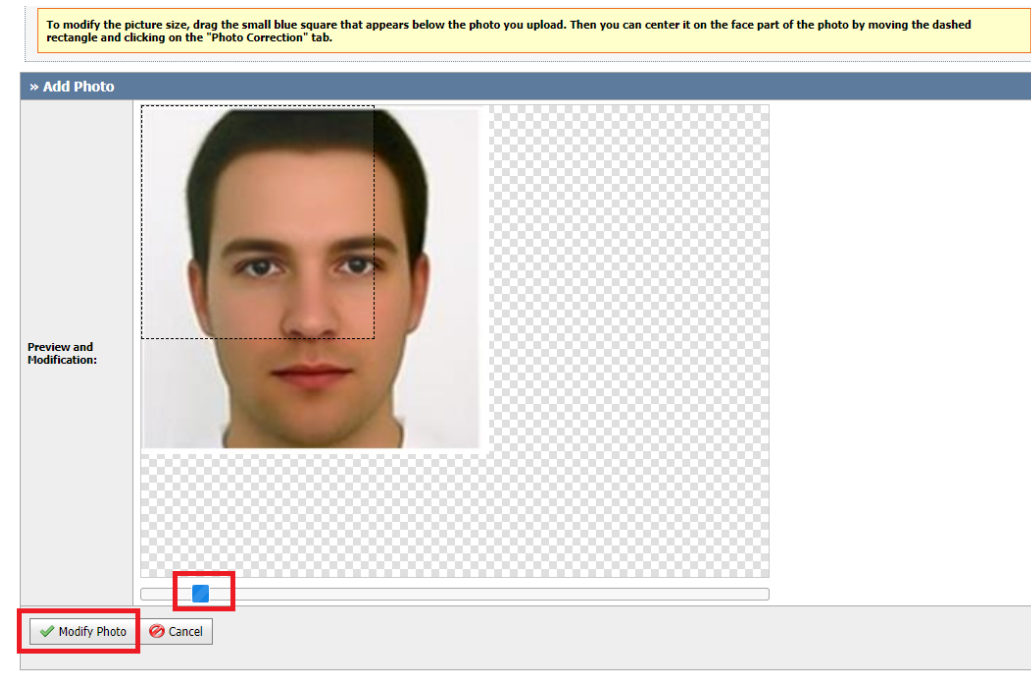 To modify the picture size, drag the small blue square that appears below the photo you upload. Then you can center it on the face part of the photo by moving the dashed
rectangle and clicking on the "Photo Correction" tab.
» Add Photo
Preview and
Modification:
Modify Photo
Cancel